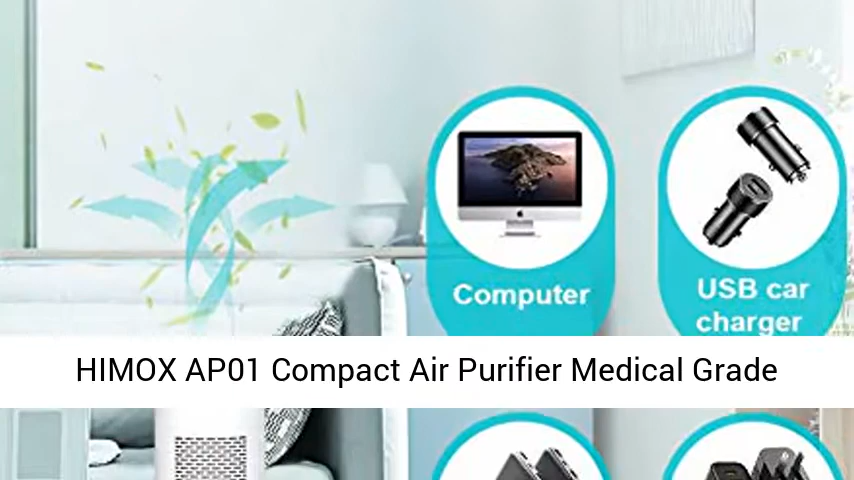 Computer
USB car
charger
HIMOX AP01 Compact Air Purifier Medical Grade